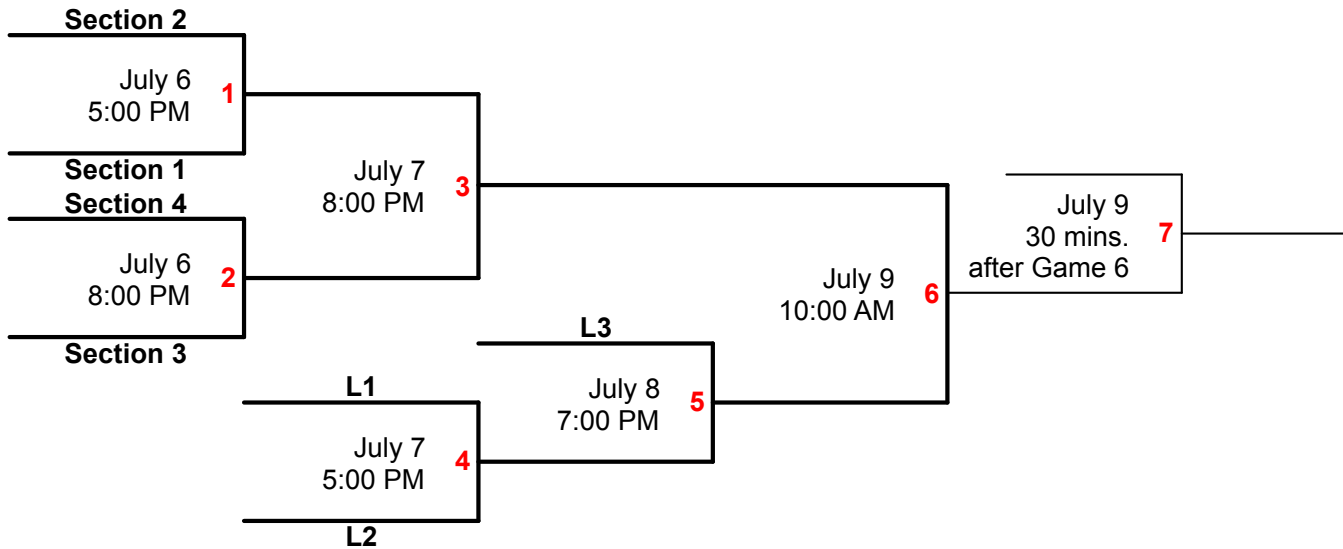 Section 2
July 6
5:00 PM
1
Section 1
Section 4
July 6
8:00 PM
2
Section 3
July 7
8:00 PM
3
L1
July 7
5:00 PM
4
L2
L3
July 8
7:00 PM
5
July 9
10:00 AM
6
July 9
30 mins.
after Game 6
7